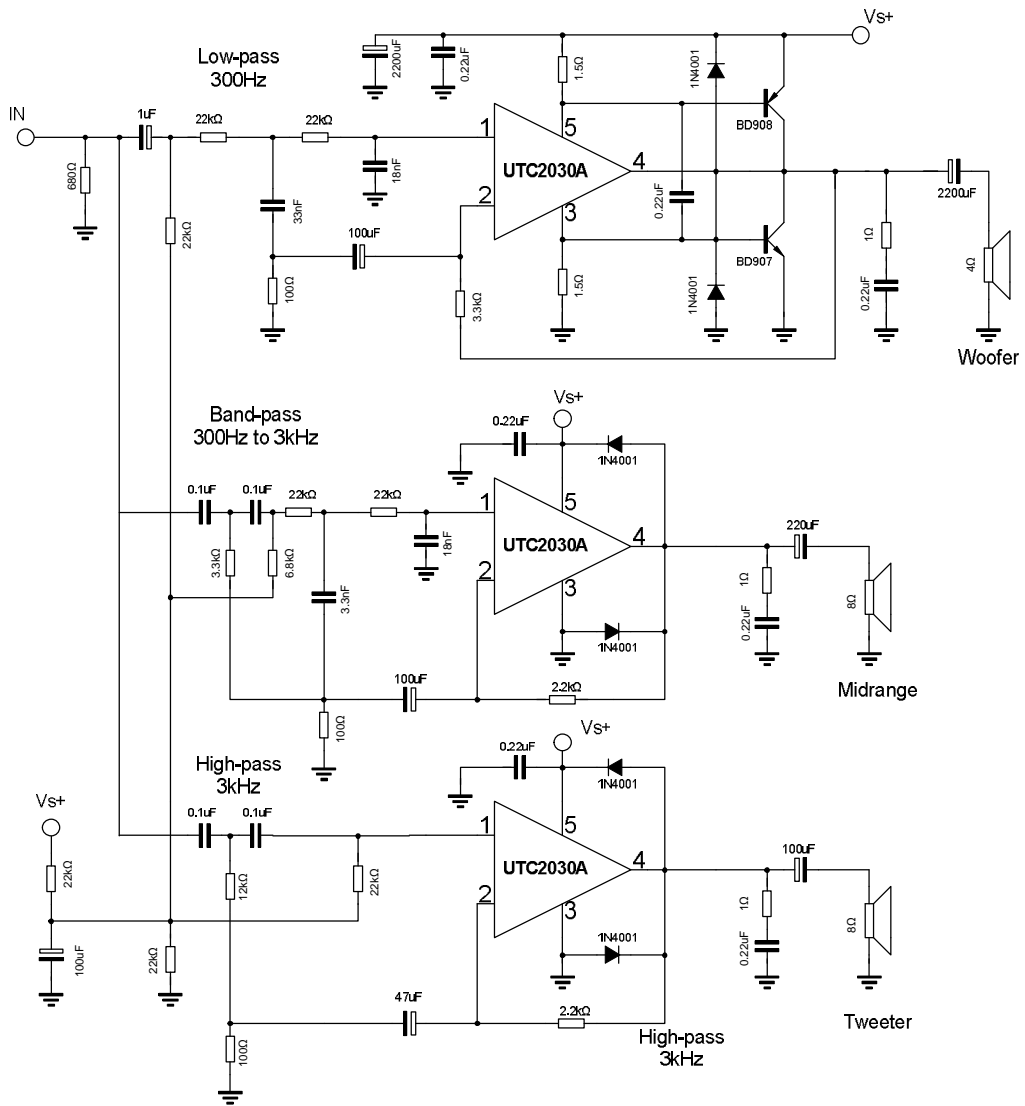 Vs+
Low-pass
300Hz
2200uF
0.22uF
1.5Ω
1N4001
IN
1uF
22kΩ
22kΩ
1
5
BD908
UTC2030A
4
680Ω
18nF
2
0.22uF
2200uF
33nF
3
22kΩ
100uF
BD907
1Ω
4Ω
100Ω
3.3kΩ
1.5Ω
1N4001
0.22uF
Woofer
Vs+
Band-pass
300Hz to 3kHz
0.22uF
1N4001
0.1uF
0.1uF
22kΩ
22kΩ
1
5
220uF
UTC2030A
4
18nF
3.3kΩ
6.8kΩ
2
3
1Ω
8Ω
3.3nF
0.22uF
1N4001
100uF
2.2kΩ
Midrange
100Ω
Vs+
0.22uF
High-pass
3kHz
1N4001
Vs+
0.1uF
0.1uF
1
5
100uF
UTC2030A
4
22kΩ
12kΩ
22kΩ
2
3
1Ω
8Ω
1N4001
0.22uF
100uF
22kΩ
47uF
2.2kΩ
Tweeter
High-pass
3kHz
100Ω